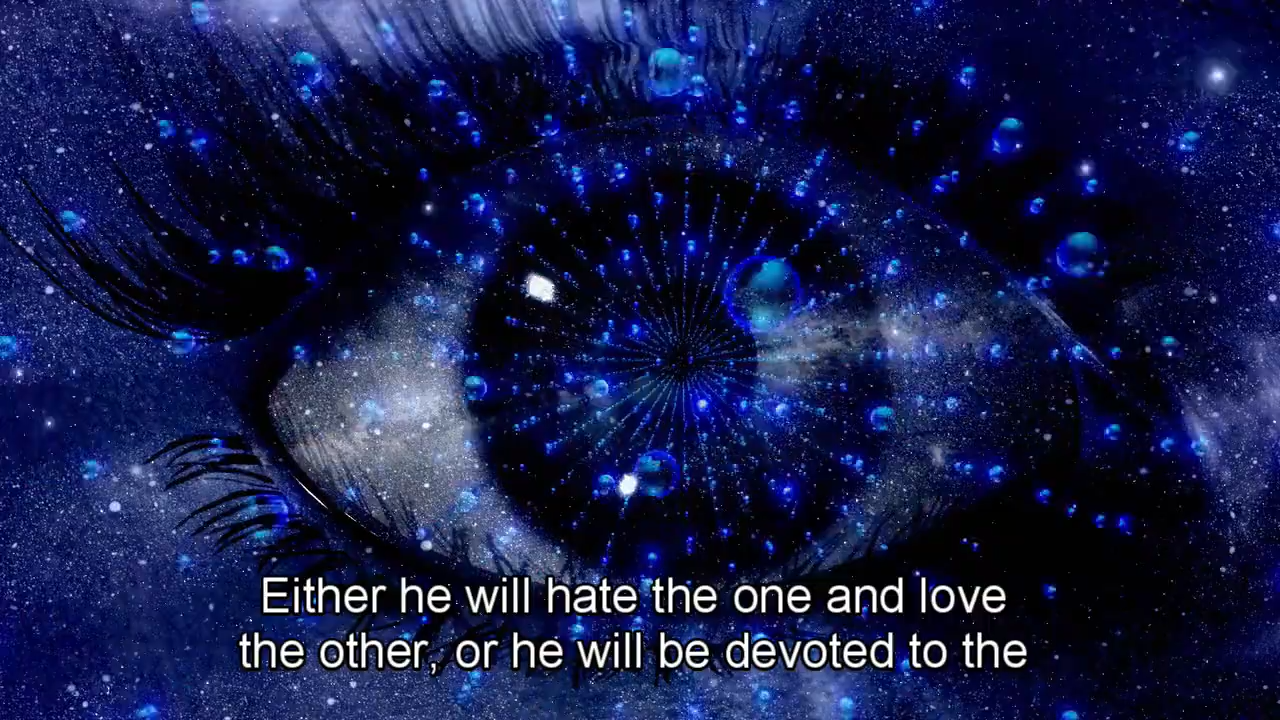 Either he will hate the one and love
the other, or he will be devoted to the